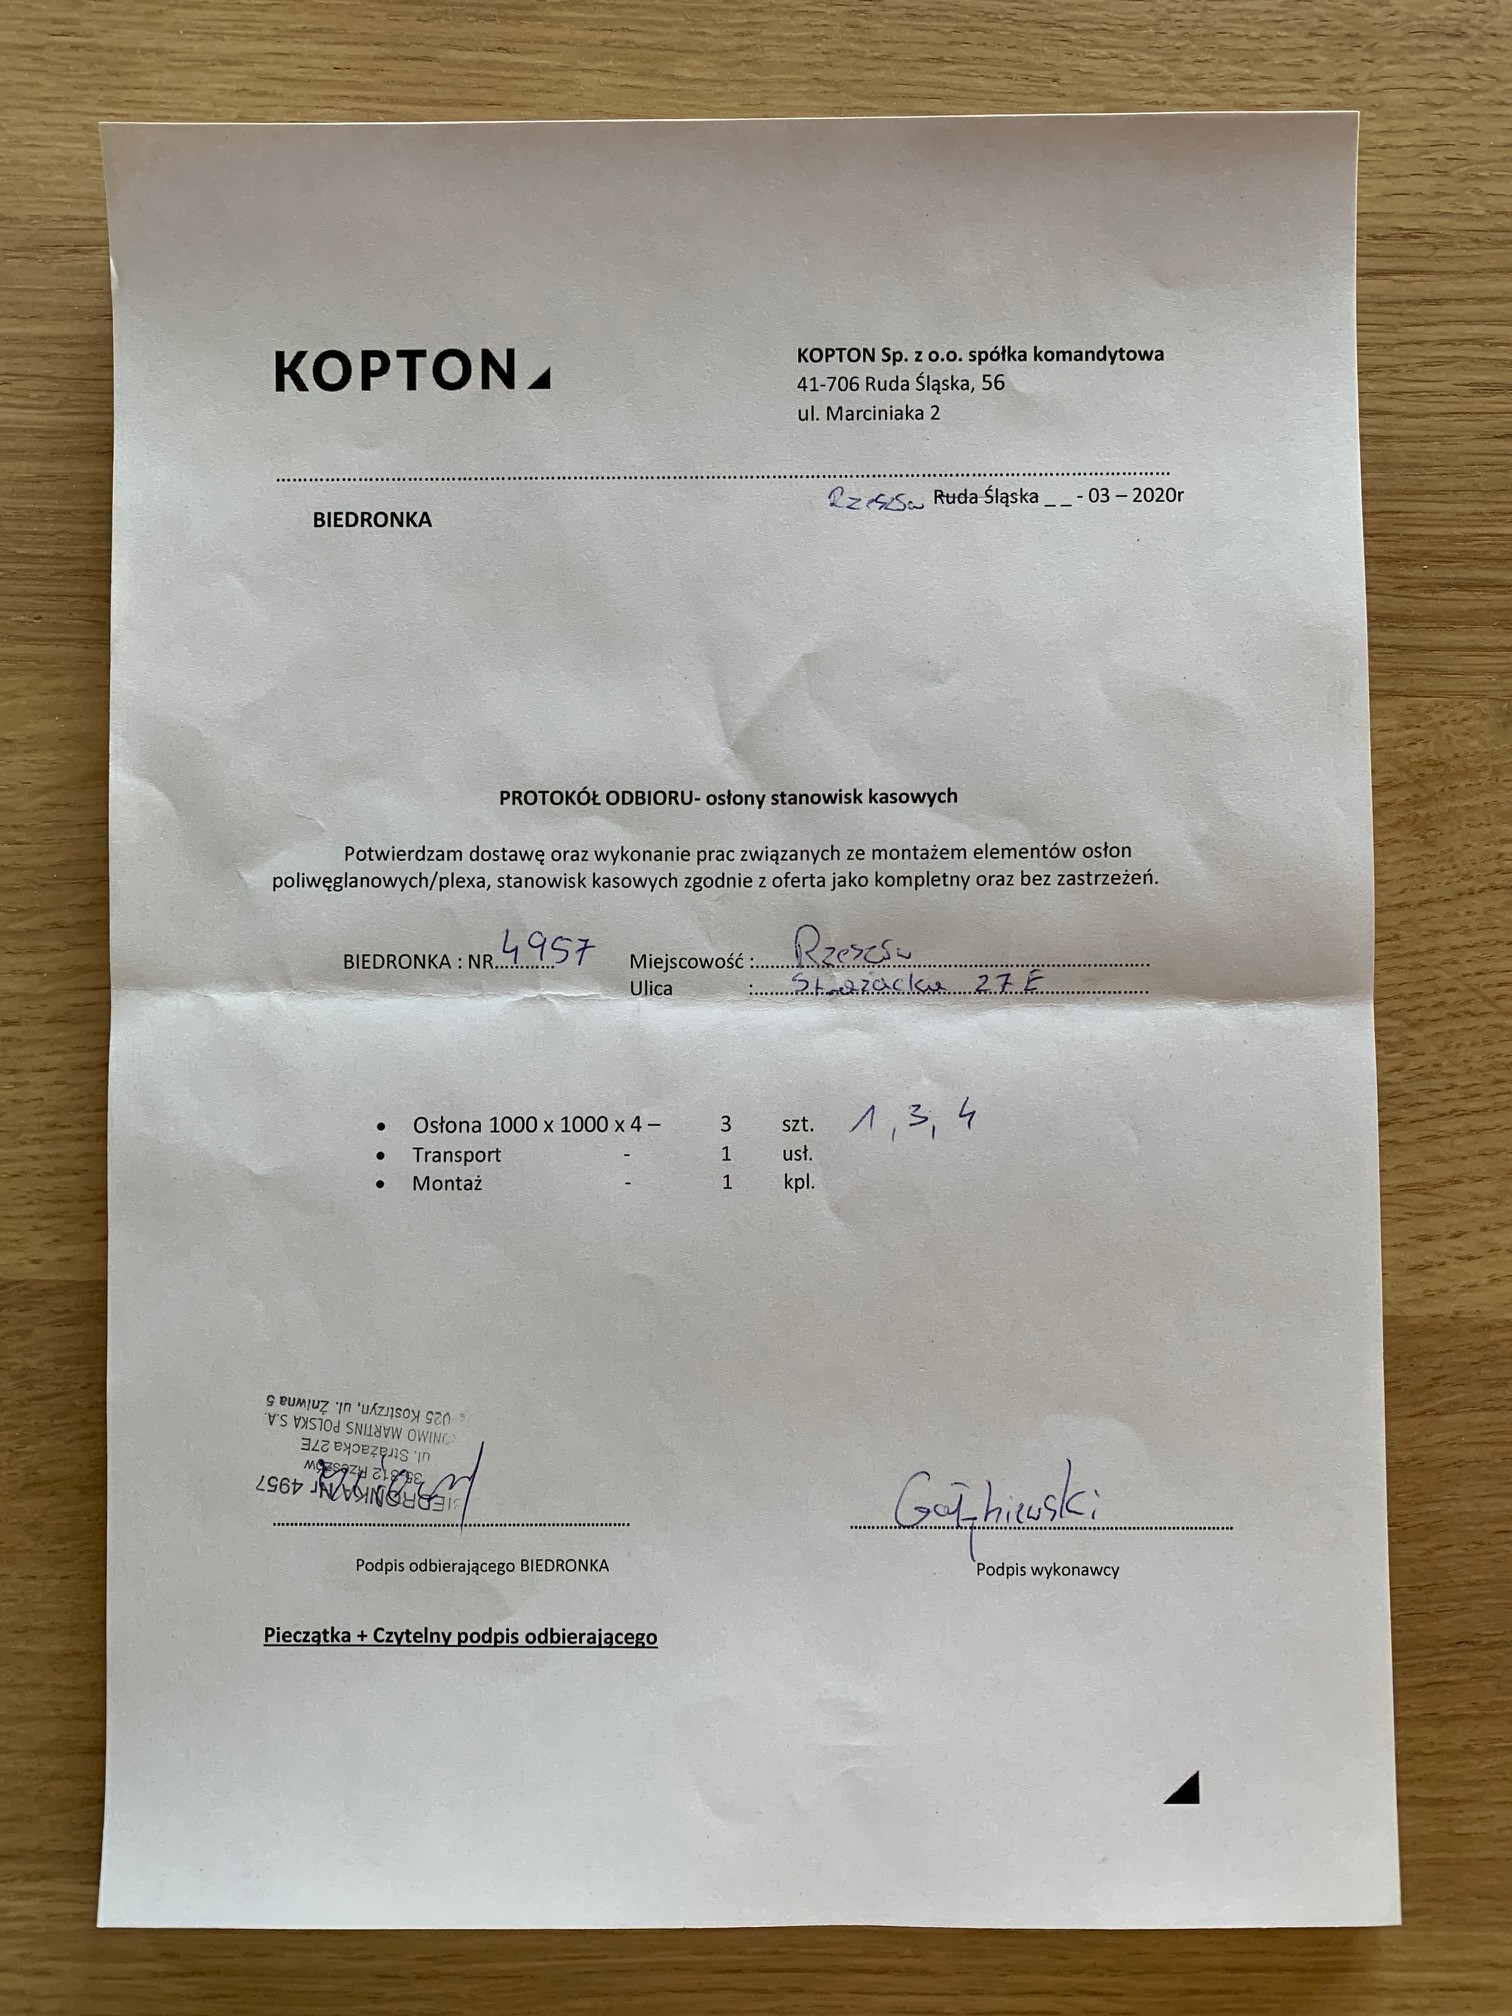 KOPTON
KOPTON Sp. z o.o. spółka komandytowa
41-706 Ruda Śląska, 56
ul. Marciniaka 2
Rzeszów Ruda Śląska _ _ - 03 – 2020r
BIEDRONKA
PROTOKÓŁ ODBIORU- osłony stanowisk kasowych
Potwierdzam dostawę oraz wykonanie prac związanych ze montażem elementów osłon
poliwęglanowych/plexa, stanowisk kasowych zgodnie z oferta jako kompletny oraz bez zastrzeżeń.
BIEDRONKA : NR 4957 Miejscowość : Rzeszów
Ulica : Strażacka 27E
• Osłona 1000 x 1000 x 4 – 3 szt. 1, 3, 4
• Transport - 1 usł.
• Montaż - 1 kpl.
BIEDRONKA Nr 4957
Rzeszów
ul. Strażacka 27E
MARTINS POLSKA S.A.
025 Kostrzyn, ul. Żniwna 5
Podpis odbierającego BIEDRONKA
Podpis wykonawcy
Pieczątka + Czytelny podpis odbierającego